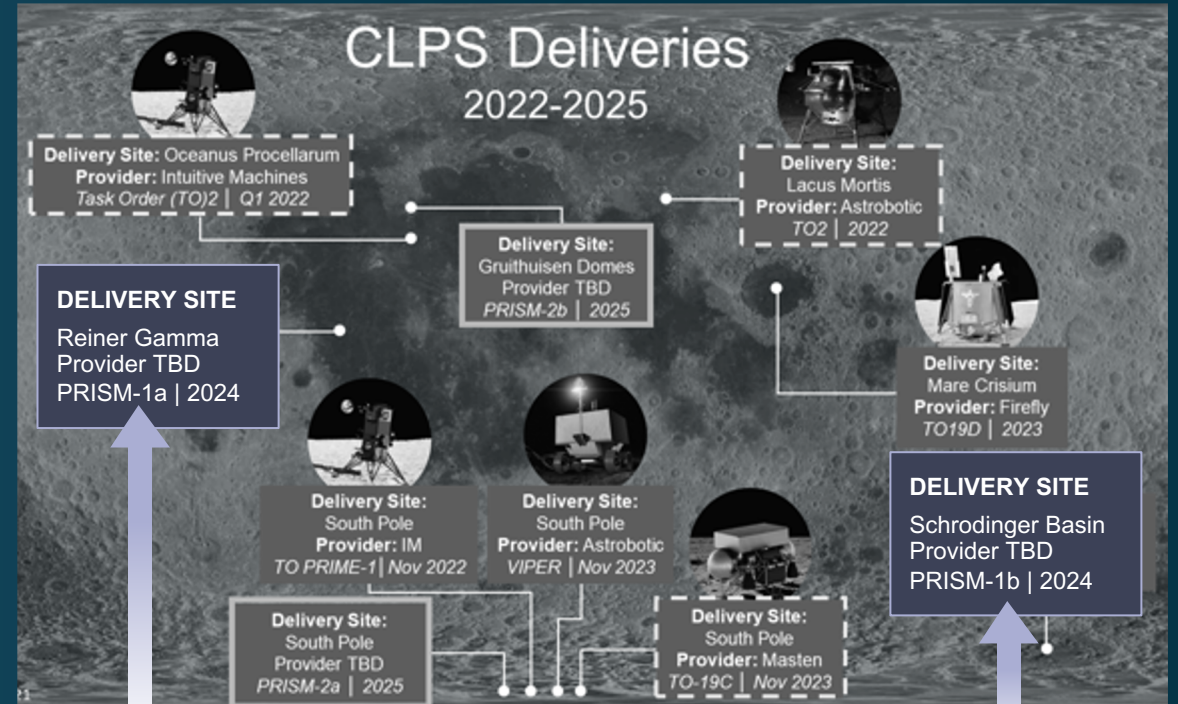 CLPS Deliveries
2022-2025
Delivery Site: Oceanus Procellarum
Provider: Intuitive Machines
Task Order (TO)2 | Q1 2022
Delivery Site:
Lacus Mortis
Provider: Astrobotic
TO2 | 2022
Delivery Site:
Gruithuisen Domes
Provider TBD
PRISM-2b | 2025
DELIVERY SITE
Reiner Gamma
Provider TBD
PRISM-1a | 2024
Delivery Site:
Mare Crisium
Provider: Firefly
TO19D | 2023
Delivery Site:
South Pole
Provider: IM
TO PRIME-1| Nov 2022
Delivery Site:
South Pole
Provider: Astrobotic
VIPER | Nov 2023
DELIVERY SITE
Schrodinger Basin
Provider TBD
PRISM-1b | 2024
Delivery Site:
South Pole
Provider TBD
PRISM-2a | 2025
Delivery Site:
South Pole
Provider: Masten
TO-19C | Nov 2023